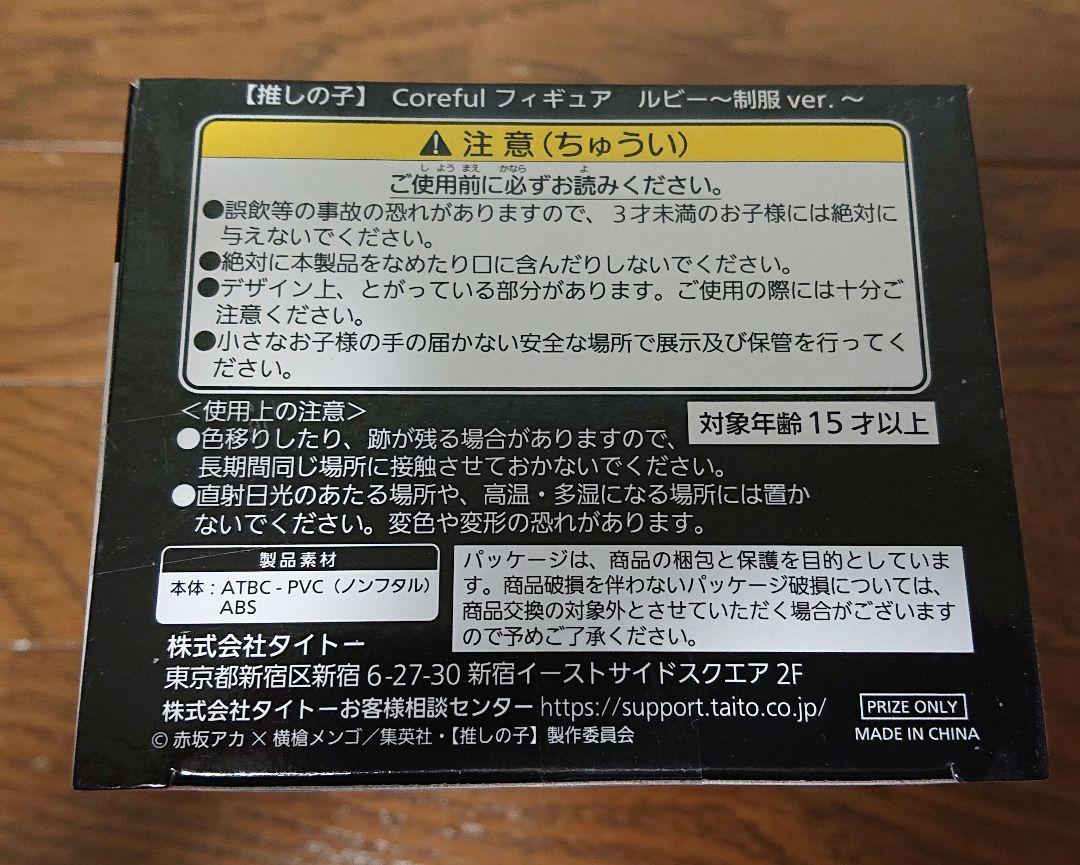 【推しの子】 Coreful フィギュア ルビー～制服 ver.～
⚠ 注意(ちゅうい)
ご使用前に必ずお読みください。
●誤飲等の事故の恐れがありますので、3才未満のお子様には絶対に
与えないでください。
●絶対に本製品をなめたり口に含んだりしないでください。
●デザイン上、とがっている部分があります。ご使用の際には十分ご
注意ください。
●小さなお子様の手の届かない安全な場所で展示及び保管を行ってく
ださい。
＜使用上の注意＞
対象年齢15才以上
●色移りしたり、跡が残る場合がありますので、
長期間同じ場所に接触させておかないでください。
●直射日光のあたる場所や、高温・多湿になる場所には置か
ないでください。変色や変形の恐れがあります。
製品素材
本体：ATBC-PVC（ノンフタル）
ABS
パッケージは、商品の梱包と保護を目的としていま
す。商品破損を伴わないパッケージ破損については、
商品交換の対象外とさせていただく場合がございます
ので予めご了承ください。
株式会社タイトー
東京都新宿区新宿 6-27-30 新宿イーストサイドスクエア 2F
株式会社タイトーお客様相談センター https://support.taito.co.jp/
PRIZE ONLY
© 赤坂アカ×横槍メンゴ／集英社・【推しの子】製作委員会
MADE IN CHINA